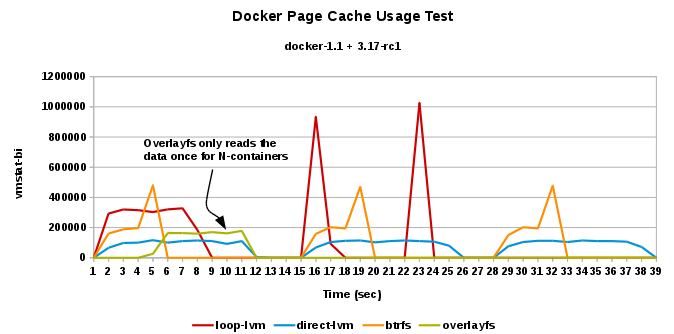 Docker Page Cache Usage Test
docker-1.1 + 3.17-rc1
1200000
1000000
800000
600000
400000
200000
0
vmstat-bi
Overlayfs only reads the
data once for N-containers
1 2 3 4 5 6 7 8 9 10 11 12 13 14 15 16 17 18 19 20 21 22 23 24 25 26 27 28 29 30 31 32 33 34 35 36 37 38 39
Time (sec)
loop-lvm direct-lvm btrfs overlayfs